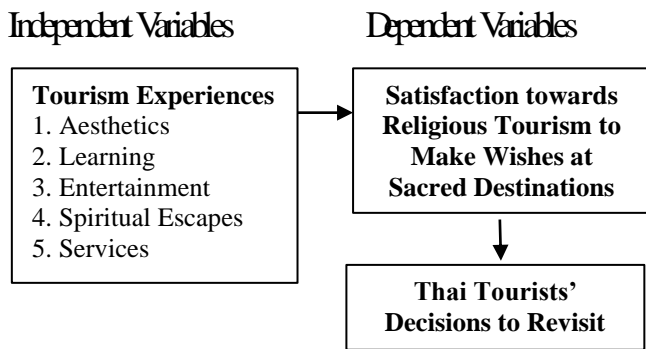 Independent Variables
Dependent Variables
Tourism Experiences
1. Aesthetics
2. Learning
3. Entertainment
4. Spiritual Escapes
5. Services
Satisfaction towards
Religious Tourism to
Make Wishes at
Sacred Destinations
Thai Tourists’
Decisions to Revisit